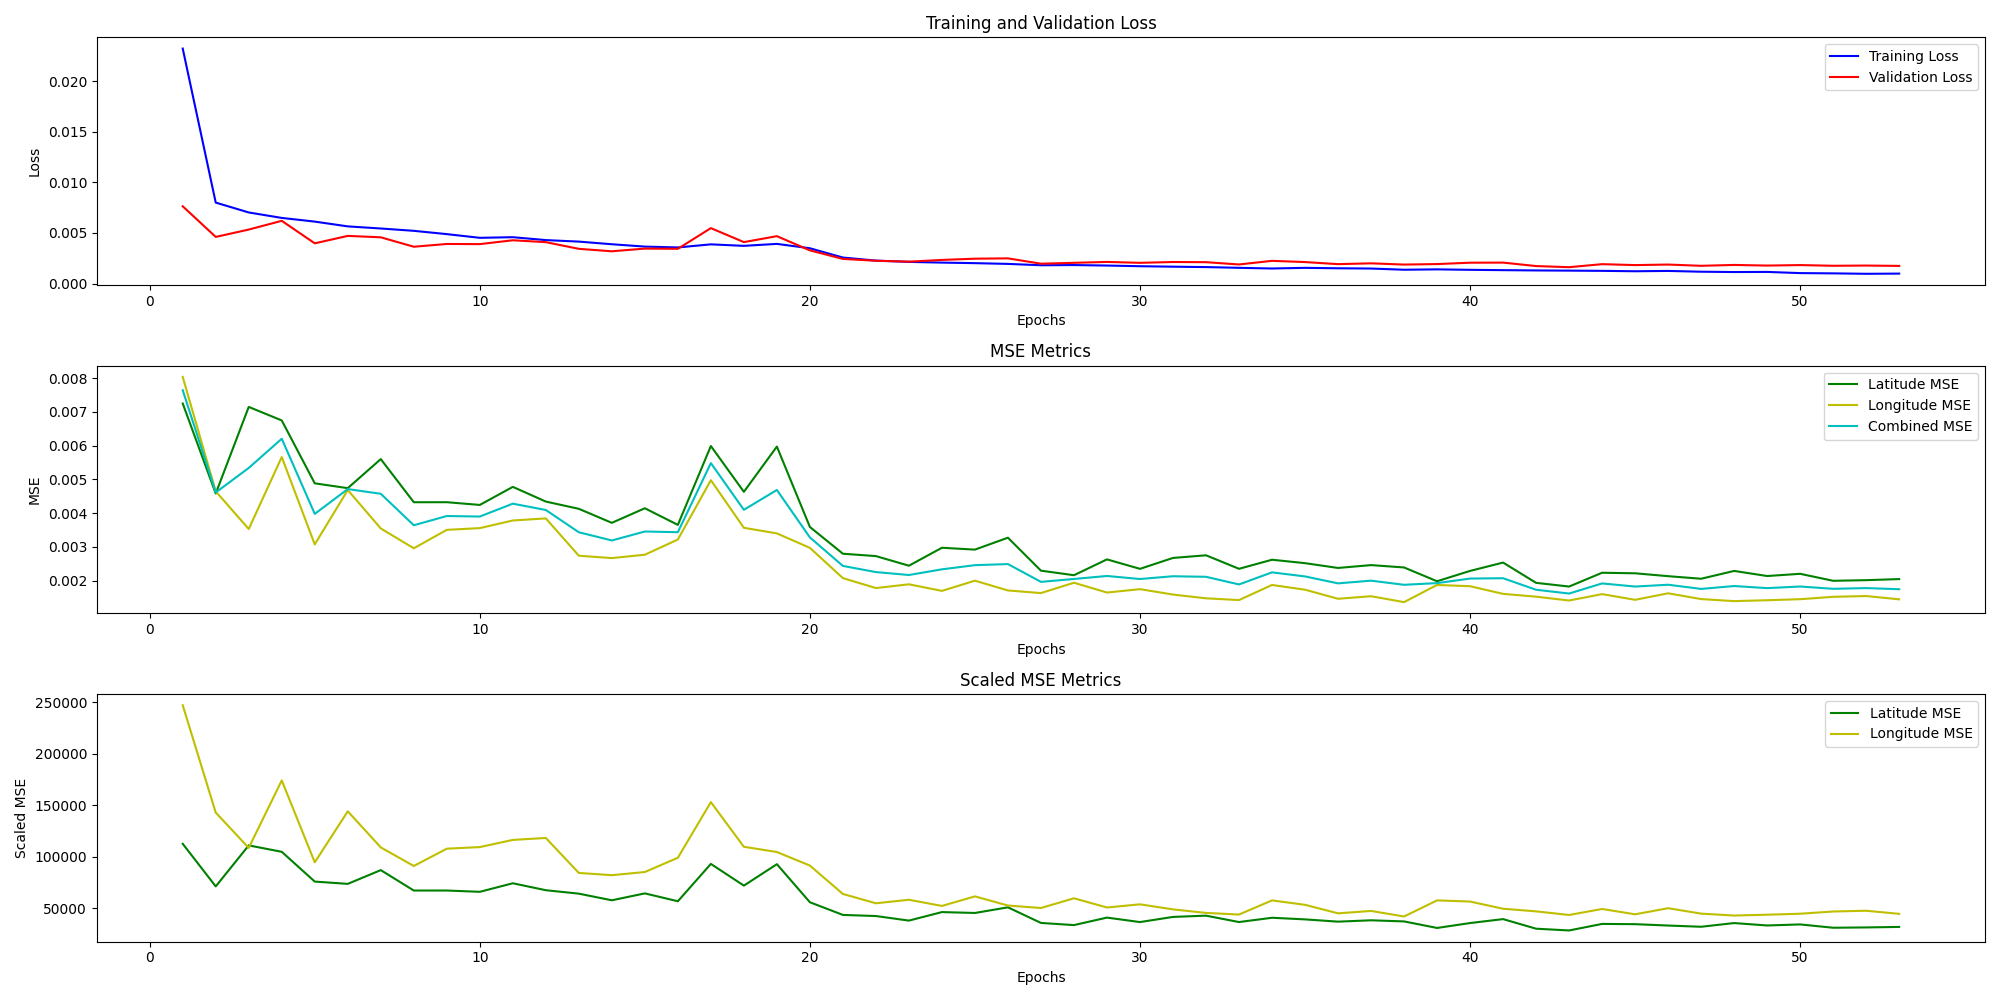 Training and Validation Loss
Loss
0.020
0.015
0.010
0.005
0.000
Training Loss
Validation Loss
0 10 20 30 40 50
Epochs
MSE Metrics
MSE
0.008
0.007
0.006
0.005
0.004
0.003
0.002
Latitude MSE
Longitude MSE
Combined MSE
0 10 20 30 40 50
Epochs
Scaled MSE Metrics
Scaled MSE
250000
200000
150000
100000
50000
Latitude MSE
Longitude MSE
0 10 20 30 40 50
Epochs